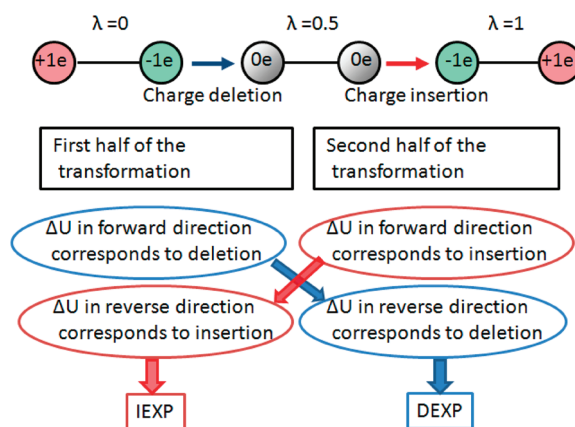 λ =0 λ =0.5 λ =1
+1e -1e 0e 0e -1e +1e
Charge deletion Charge insertion
First half of the
transformation
Second half of the
transformation
ΔU in forward direction
corresponds to deletion
ΔU in forward direction
corresponds to insertion
ΔU in reverse direction
corresponds to insertion
ΔU in reverse direction
corresponds to deletion
IEXP DEXP